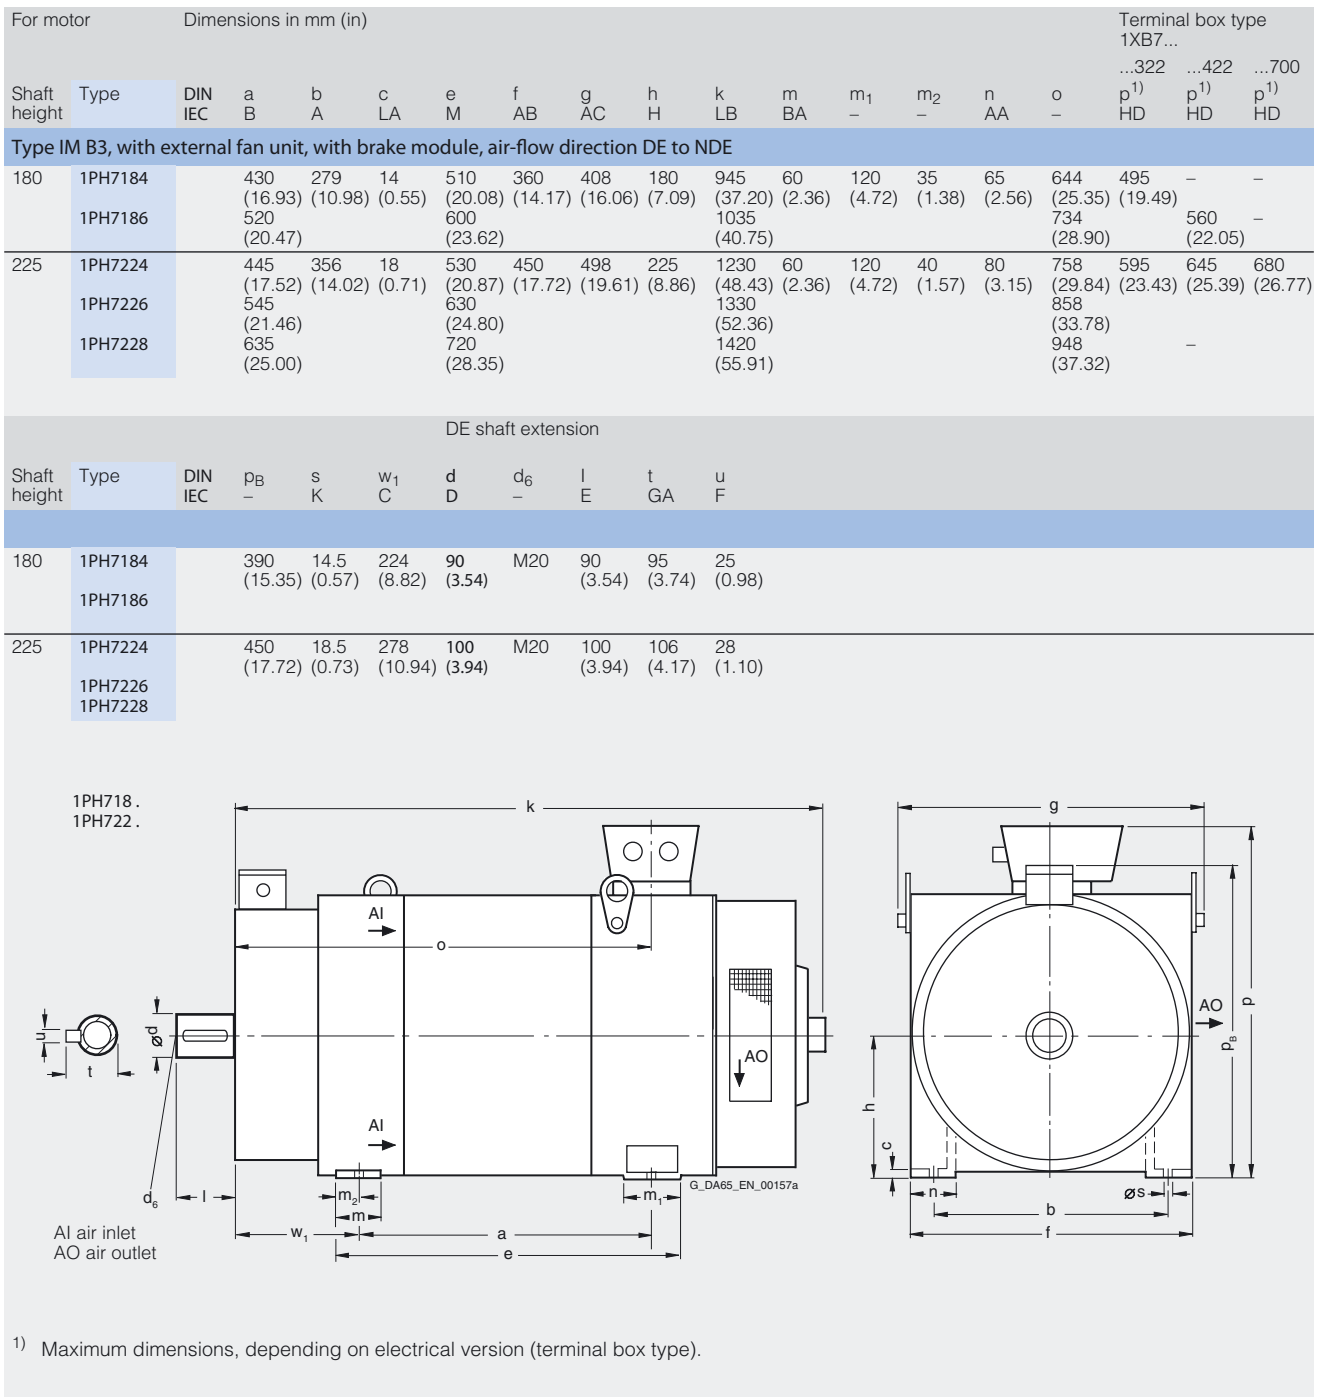 For motor Dimensions in mm (in) Terminal box type
1XB7...
...322 ...422 ...700
Shaft Type DIN a b c e f g h k m m1 m2 n o p1) p1) p1)
height IEC B A LA M AB AC H LB BA – – AA – HD HD HD
Type IM B3, with external fan unit, with brake module, air-flow direction DE to NDE
180 1PH7184 430 279 14 510 360 408 180 945 60 120 35 65 644 495 – –
(16.93) (10.98) (0.55) (20.08) (14.17) (16.06) (7.09) (37.20) (2.36) (4.72) (1.38) (2.56) (25.35) (19.49)
1PH7186 520 600 1035 734 560 –
(20.47) (23.62) (40.75) (28.90) (22.05)
225 1PH7224 445 356 18 530 450 498 225 1230 60 120 40 80 758 595 645 680
(17.52) (14.02) (0.71) (20.87) (17.72) (19.61) (8.86) (48.43) (2.36) (4.72) (1.57) (3.15) (29.84) (23.43) (25.39) (26.77)
1PH7226 545 630 1330 858
(21.46) (24.80) (52.36) (33.78)
1PH7228 635 720 1420 948 –
(25.00) (28.35) (55.91) (37.32)
DE shaft extension
Shaft Type DIN pB s w1 d d6 l t u
height IEC – K C D – E GA F
180 1PH7184 390 14.5 224 90 M20 90 95 25
(15.35) (0.57) (8.82) (3.54) (3.54) (3.74) (0.98)
1PH7186
225 1PH7224 450 18.5 278 100 M20 100 106 28
(17.72) (0.73) (10.94) (3.94) (3.94) (4.17) (1.10)
1PH7226
1PH7228
1PH718 .
1PH722 .
k
g
AI
o
AO
p
pB
u
t
ød
AO
h
AI
c
G_DA65_EN_00157a
d6
l
m2
m1
n
øs
m
b
w1
a
f
e
AI air inlet
AO air outlet
1) Maximum dimensions, depending on electrical version (terminal box type).